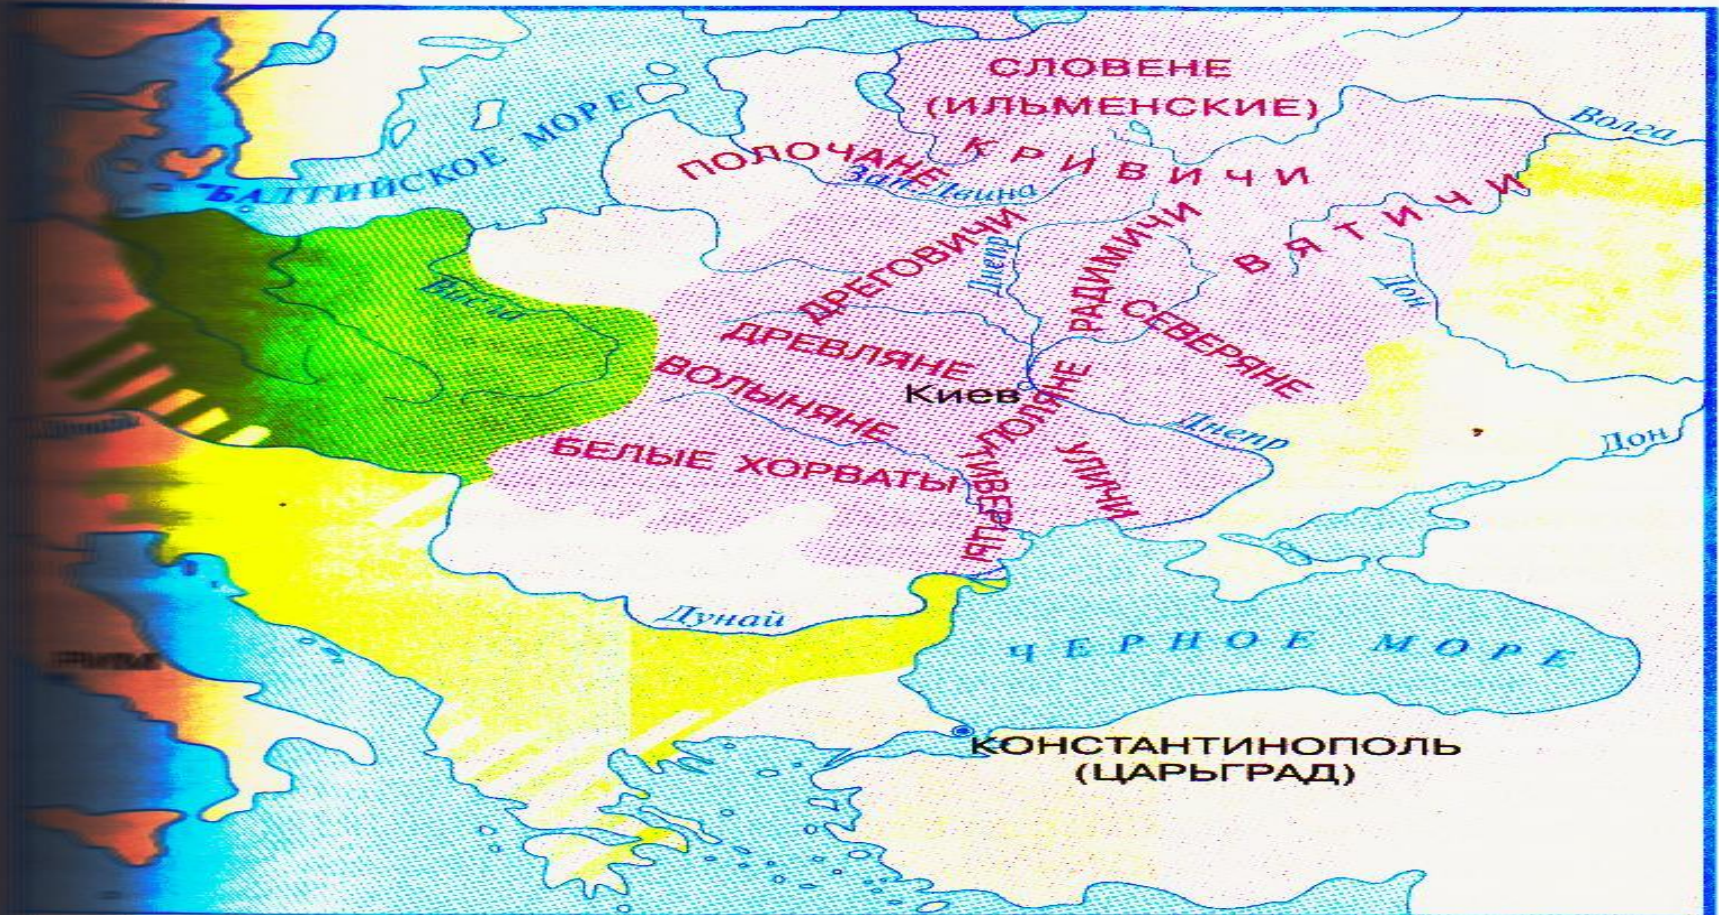 СЛОВЕНЕ
(ИЛЬМЕНСКИЕ)
Волга
БАЛТИЙСКОЕ МОРЕ
ПОЛОЧАНЕ
КРИВИЧИ
Зап. Двина
ВЯТИЧИ
ДРЕГОВИЧИ
Днепр
РАДИМИЧИ
Дон
Висла
СЕВЕРЯНЕ
ДРЕВЛЯНЕ
ВОЛЫНЯНЕ
Киев
ПОЛЯНЕ
Днепр
Дон
БЕЛЫЕ ХОРВАТЫ
ТИВЕРЦЫ
УЛИЧИ
Дунай
ЧЕРНОЕ МОРЕ
КОНСТАНТИНОПОЛЬ
(ЦАРЬГРАД)